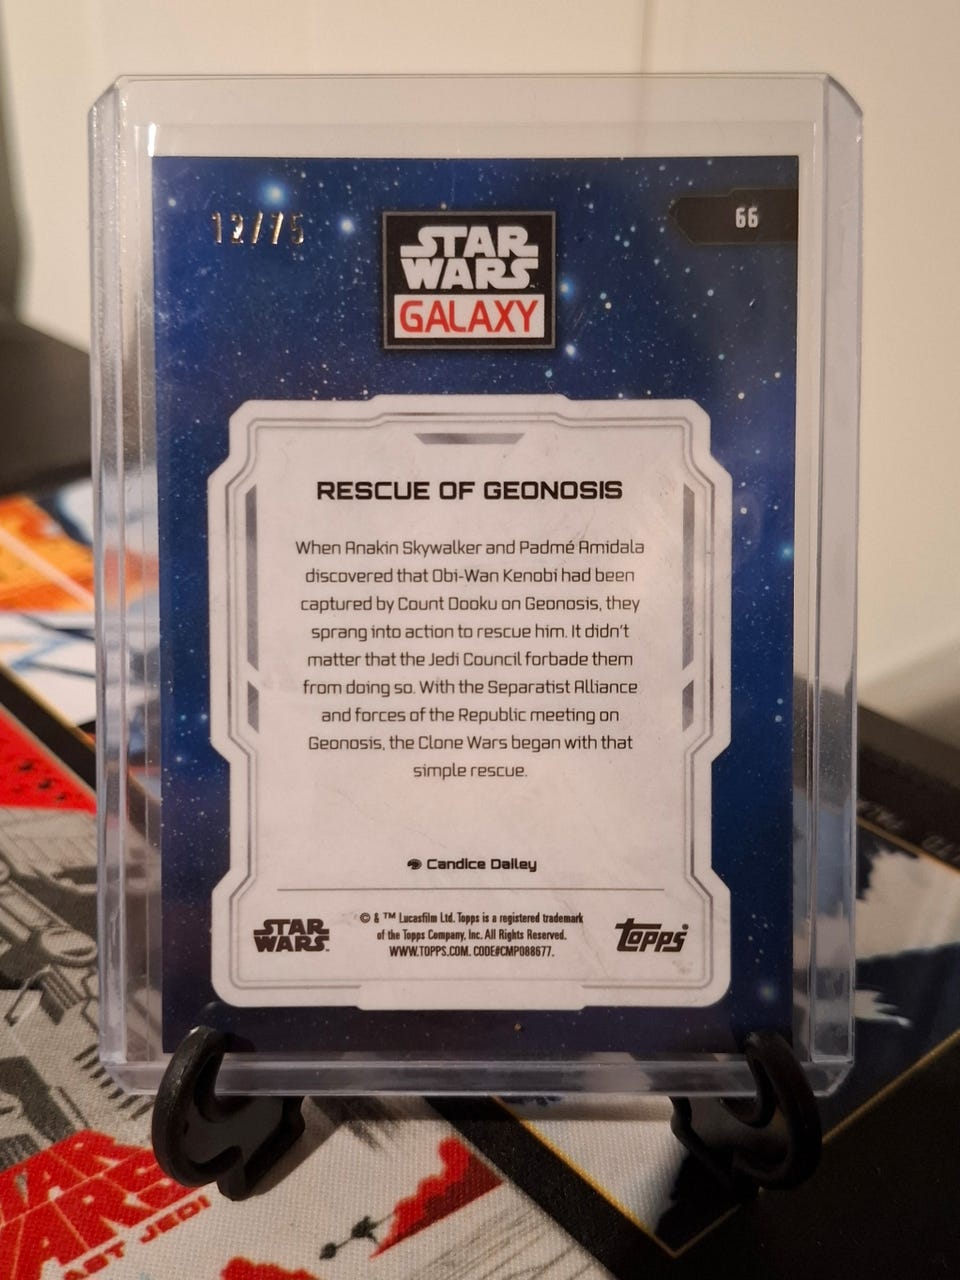 12/75
66
STAR
WARS
GALAXY
RESCUE OF GEONOSIS
When Anakin Skywalker and Padmé Amidala
discovered that Obi-Wan Kenobi had been
captured by Count Dooku on Geonosis, they
sprang into action to rescue him. It didn't
matter that the Jedi Council forbade them
from doing so. With the Separatist Alliance
and forces of the Republic meeting on
Geonosis, the Clone Wars began with that
simple rescue.
Candice Dailey
STAR
WARS
© & ™ Lucasfilm Ltd. Topps is a registered trademark
of the Topps Company, Inc. All Rights Reserved.
WWW.TOPPS.COM. CODE#CMP088677.
Topps
AR
ARS
AST JEDI